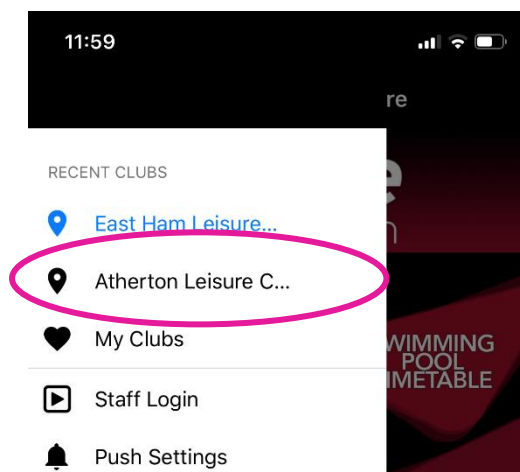 11:59
re
RECENT CLUBS
East Ham Leisure...
Atherton Leisure C...
My Clubs
WIMMING
POOL
IMETABLE
Staff Login
Push Settings